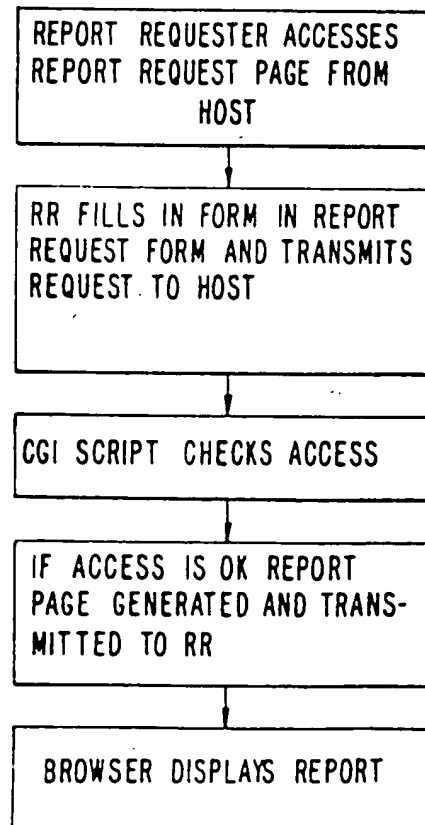 REPORT REQUESTER ACCESSES
REPORT REQUEST PAGE FROM
HOST
RR FILLS IN FORM IN REPORT
REQUEST FORM AND TRANSMITS
REQUEST TO HOST
CGI SCRIPT CHECKS ACCESS
IF ACCESS IS OK REPORT
PAGE GENERATED AND TRANS-
MITTED TO RR
BROWSER DISPLAYS REPORT